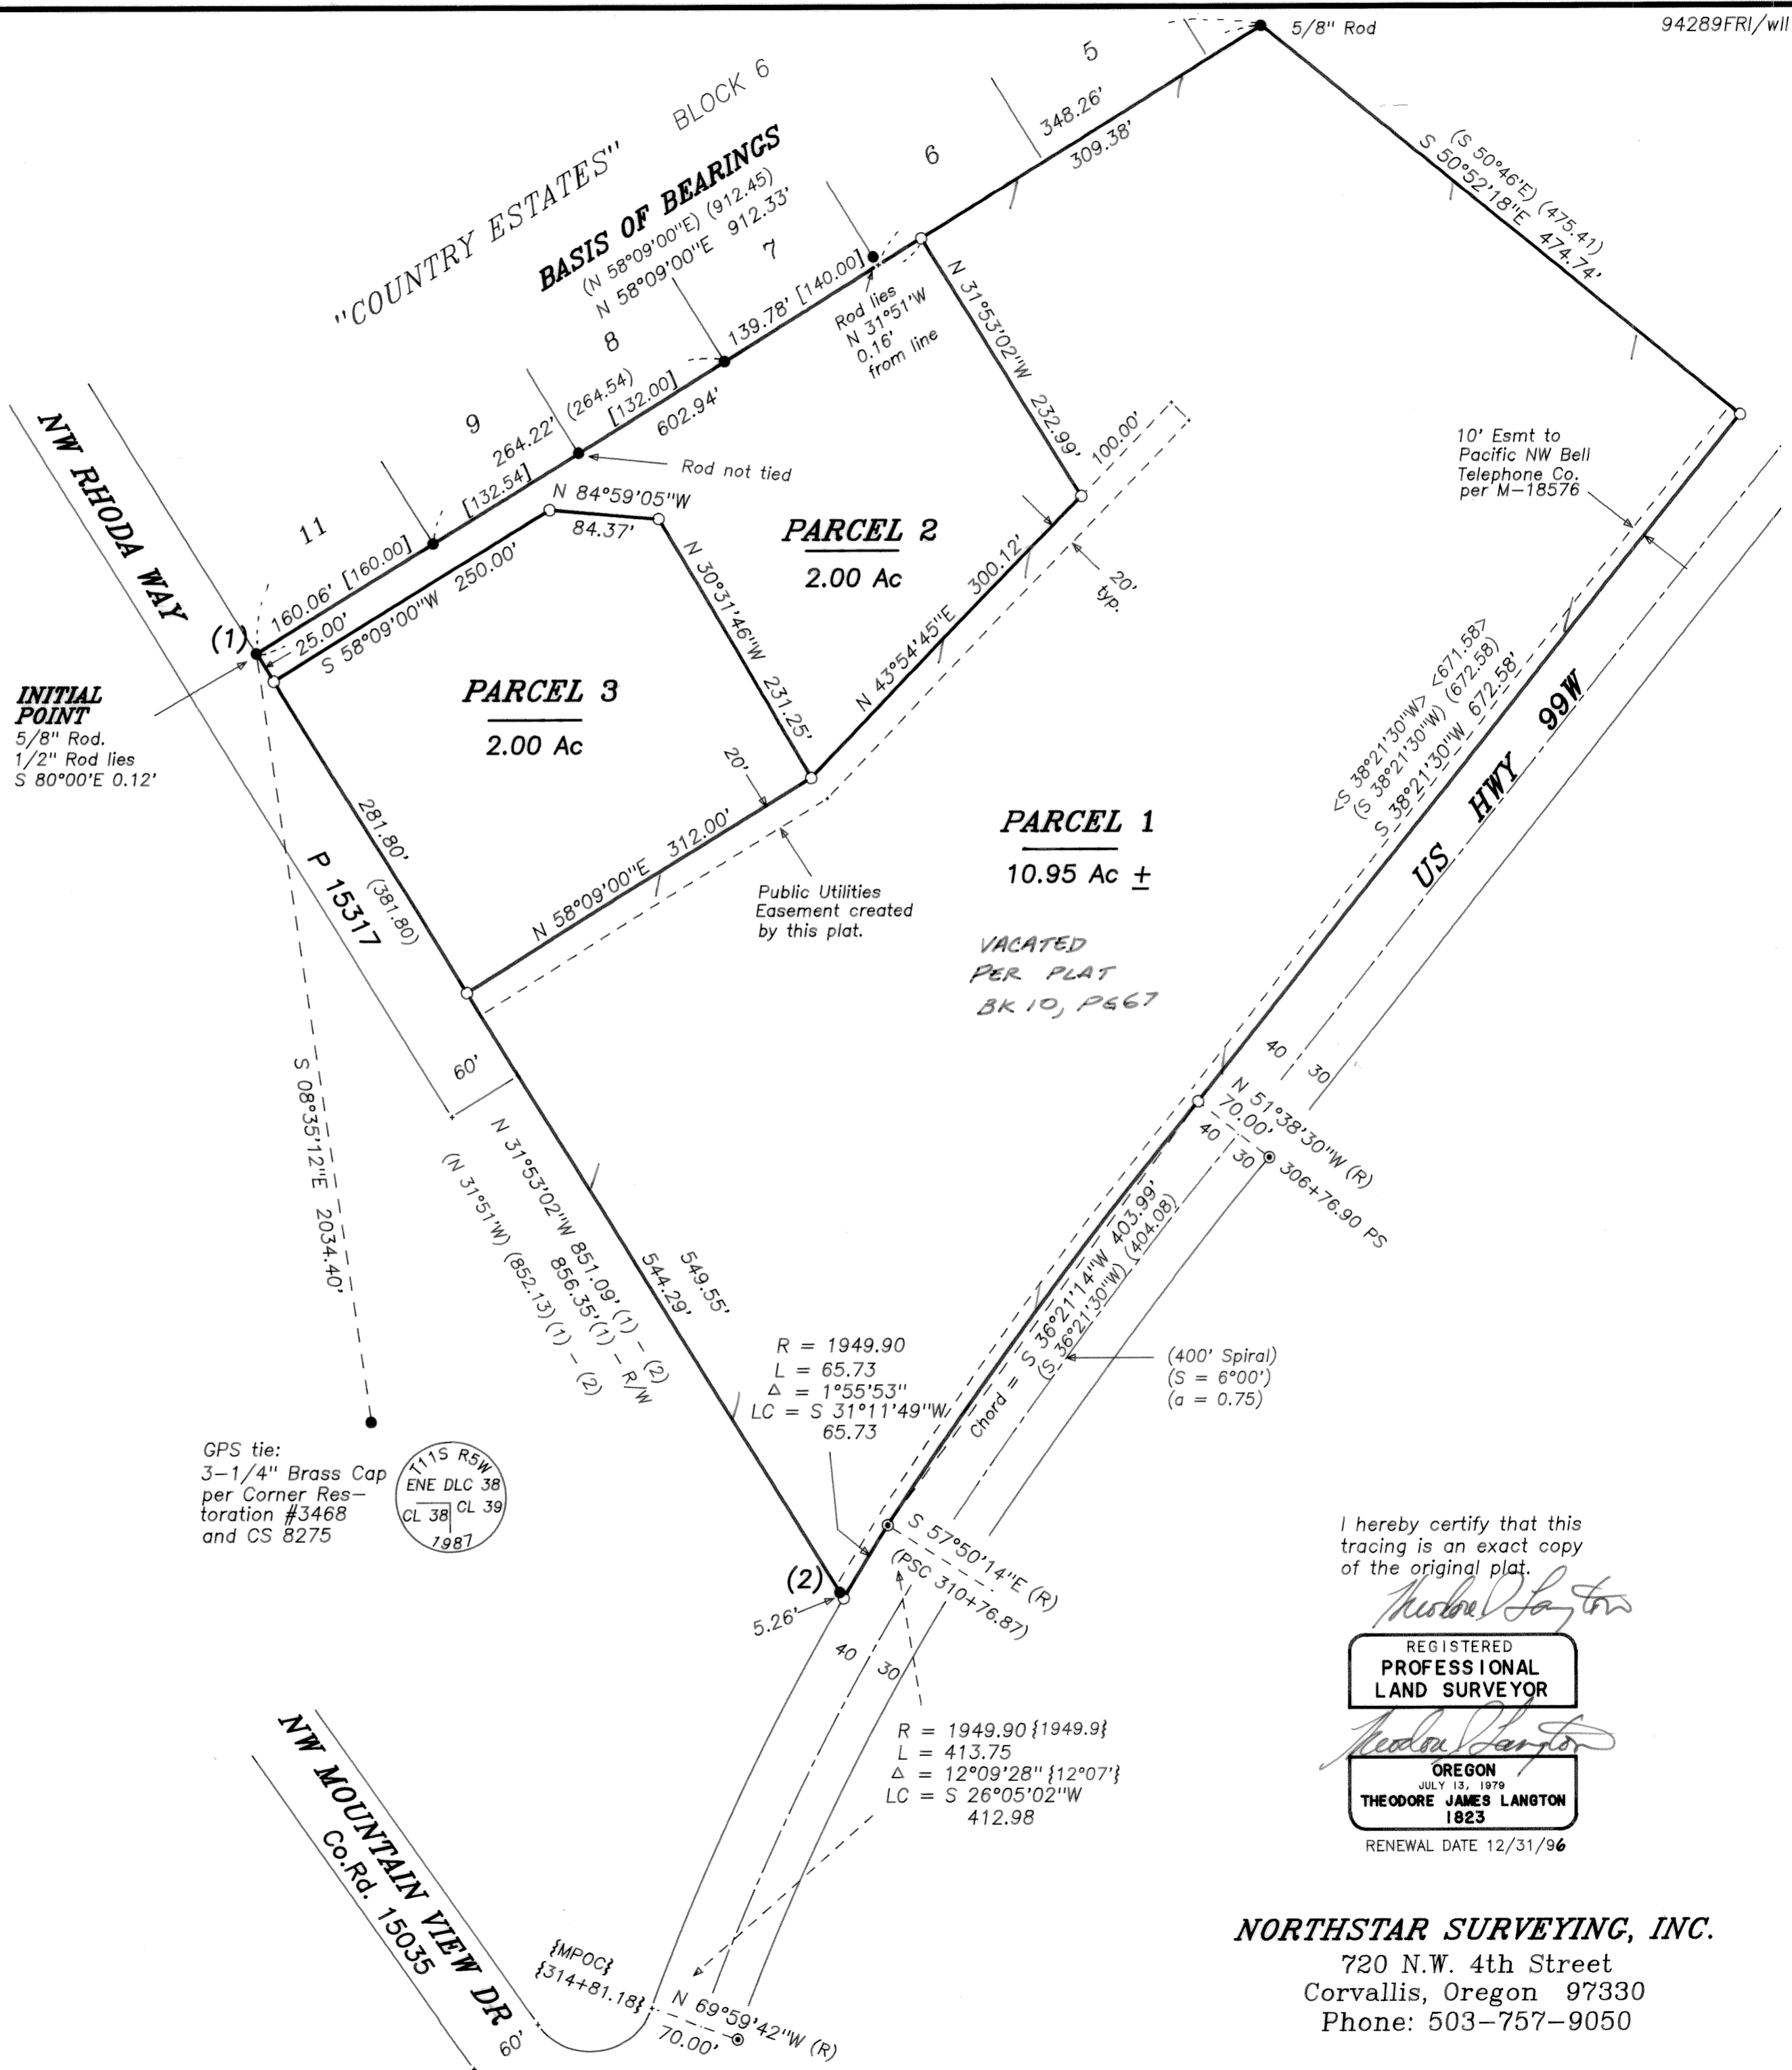 94289FRI/wll
5/8" Rod
5
348.26'
309.38'
6
"COUNTRY ESTATES" BLOCK 6
BASIS OF BEARINGS
(N 58°09'00"E) (912.45)
N 58°09'00"E 912.33'
7
8
9
11
139.78' [140.00]
264.22' (264.54)
[132.00]
602.94'
[132.54]
160.06' [160.00]
25.00'
Rod lies
N 31°51'W
0.16'
from line
Rod not tied
(S 50°46'E) (475.41)
S 50°52'18"E 474.74'
N 31°53'02"W 232.99'
100.00'
10' Esmt to
Pacific NW Bell
Telephone Co.
per M-18576
N 84°59'05"W
84.37'
S 58°09'00"W 250.00'
N 30°31'46"W 231.25'
PARCEL 2
2.00 Ac
N 43°54'45"E 300.12'
20'
typ.
NW RHODA WAY
(1)
INITIAL
POINT
5/8" Rod.
1/2" Rod lies
S 80°00'E 0.12'
PARCEL 3
2.00 Ac
20'
281.80'
(381.80)
P 15317
N 58°09'00"E 312.00'
Public Utilities
Easement created
by this plat.
PARCEL 1
10.95 Ac ±
VACATED
PER PLAT
BK 10, PG67
<S 38°21'30"W> <671.58>
(S 38°21'30"W) (672.58)
S 38°21'30"W 672.58'
US HWY 99W
40
30
60'
S 08°35'12"E 2034.40'
N 31°53'02"W 851.09' (1) - (2)
856.35'(1) - R/W
(N 31°51'W) (852.13) (1) - (2)
549.55'
544.29'
N 51°38'30"W (R)
70.00'
40
30
306+76.90 PS
Chord = S 36°21'14"W 403.99'
(S 36°21'30"W) (404.08)
(400' Spiral)
(S = 6°00')
(a = 0.75)
R = 1949.90
L = 65.73
Δ = 1°55'53"
LC = S 31°11'49"W
65.73
GPS tie:
3-1/4" Brass Cap
per Corner Res-
toration #3468
and CS 8275
T11S R5W
ENE DLC 38
CL 38 CL 39
1987
(2)
5.26'
S 57°50'14"E (R)
(PSC 310+76.87)
40
30
R = 1949.90 {1949.9}
L = 413.75
Δ = 12°09'28" {12°07'}
LC = S 26°05'02"W
412.98
NW MOUNTAIN VIEW DR
Co.Rd. 15035
60'
{MPOC}
{314+81.18}
N 69°59'42"W (R)
70.00'
I hereby certify that this
tracing is an exact copy
of the original plat.
REGISTERED
PROFESSIONAL
LAND SURVEYOR
OREGON
JULY 13, 1979
THEODORE JAMES LANGTON
1823
RENEWAL DATE 12/31/96
NORTHSTAR SURVEYING, INC.
720 N.W. 4th Street
Corvallis, Oregon 97330
Phone: 503-757-9050